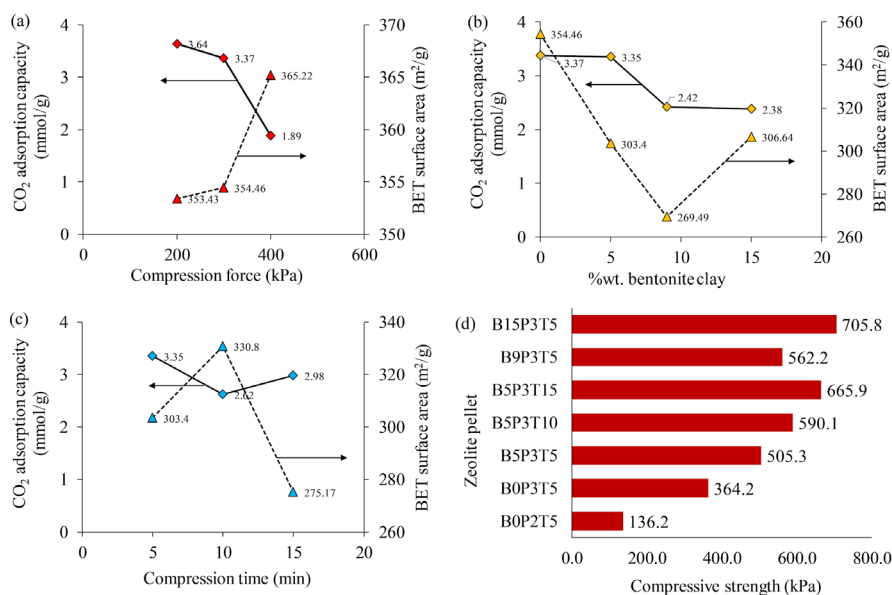 (a)
CO2 adsorption capacity
(mmol/g)
4
3
2
1
0
3.64
3.37
1.89
365.22
354.46
353.43
370
365
360
355
350
BET surface area (m²/g)
0
200
400
600
Compression force (kPa)
(b)
CO2 adsorption capacity
(mmol/g)
4
3
2
1
0
354.46
3.37
3.35
2.42
2.38
303.4
306.64
269.49
360
340
320
300
280
260
BET surface area (m²/g)
0
5
10
15
20
%wt. bentonite clay
(c)
CO2 adsorption capacity
mmol/g)
4
3
2
1
0
3.35
330.8
2.62
2.98
303.4
275.17
340
320
300
280
260
BET surface area (m²/g)
0
5
10
15
20
Compression time (min)
(d)
Zeolite pellet
B15P3T5 705.8
B9P3T5 562.2
B5P3T15 665.9
B5P3T10 590.1
B5P3T5 505.3
B0P3T5 364.2
B0P2T5 136.2
0.0 200.0 400.0 600.0 800.0
Compressive strength (kPa)